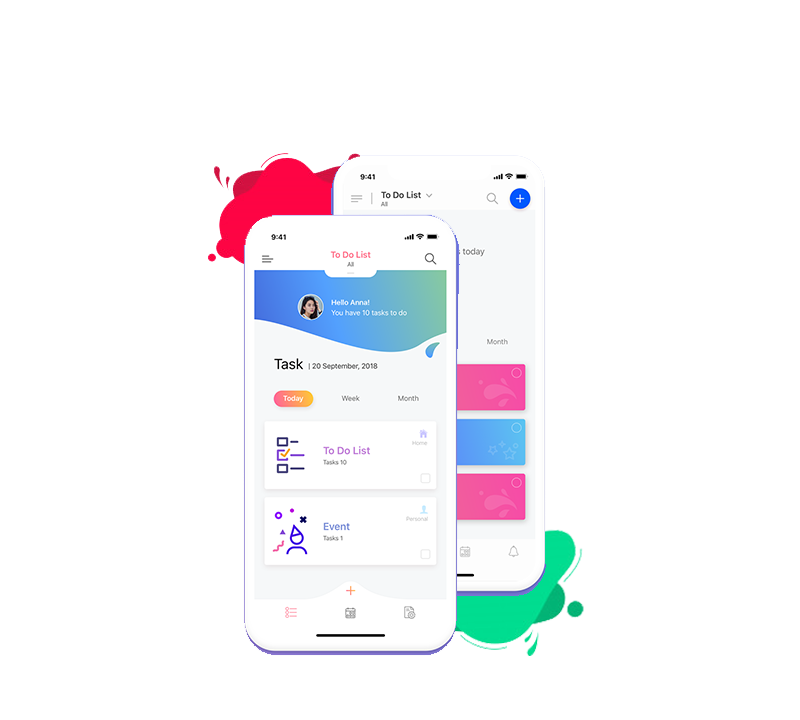 9:41
To Do List
All
s today
Month
9:41
To Do List
All
Hello Anna!
You have 10 tasks to do
Task | 20 September, 2018
Today Week Month
To Do List
Tasks 10
Home
Event
Tasks 1
Personal